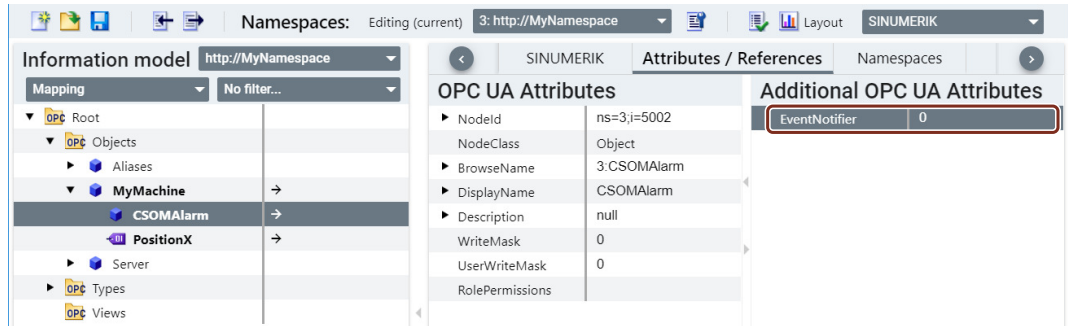 Namespaces: Editing (current) 3: http://MyNamespace Layout SINUMERIK
Information model http://MyNamespace
Mapping No filter...
OPC Root
OPC Objects
Aliases
MyMachine →
CSOMAlarm →
DI PositionX →
Server
OPC Types
OPC Views
SINUMERIK Attributes / References Namespaces
OPC UA Attributes
NodeId ns=3;i=5002
NodeClass Object
BrowseName 3:CSOMAlarm
DisplayName CSOMAlarm
Description null
WriteMask 0
UserWriteMask 0
RolePermissions
Additional OPC UA Attributes
EventNotifier 0